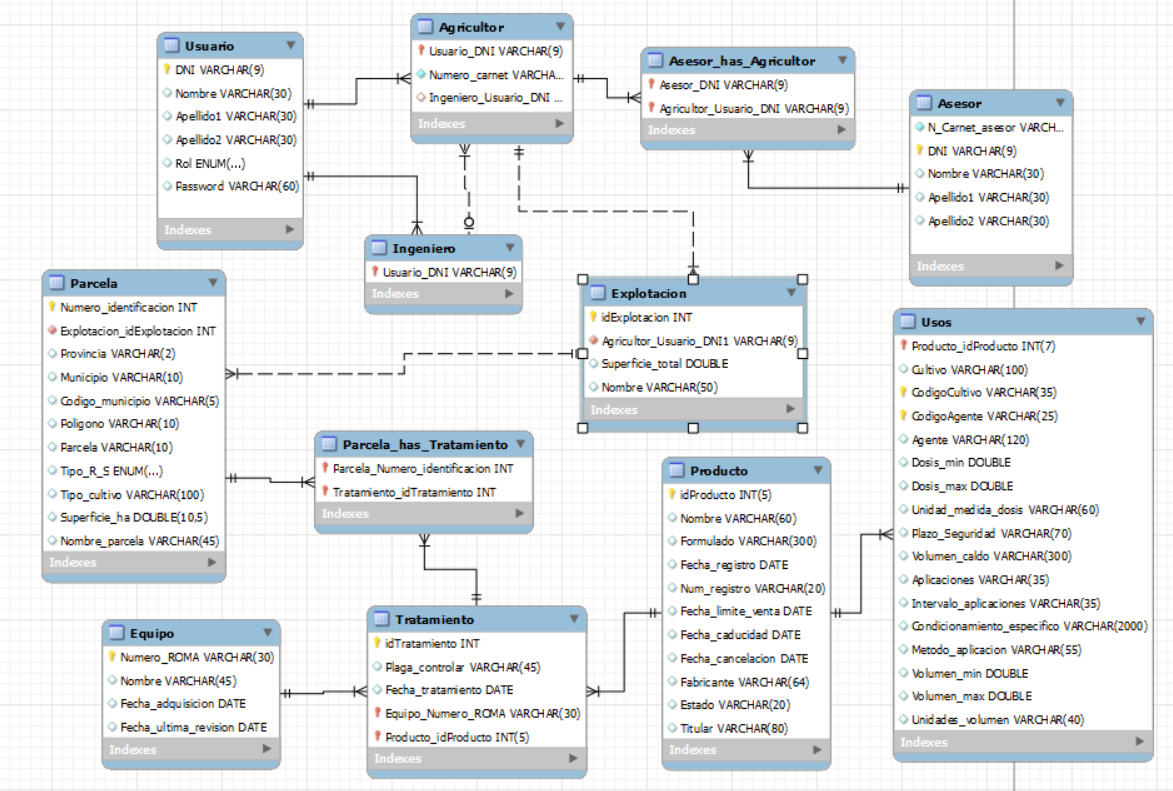 Usuario
DNI VARCHAR(9)
Nombre VARCHAR(30)
Apellido1 VARCHAR(30)
Apellido2 VARCHAR(30)
Rol ENUM(...)
Password VARCHAR(60)
Indexes
Agricultor
Usuario_DNI VARCHAR(9)
Numero_carnet VARCHA...
Ingeniero_Usuario_DNI ...
Indexes
Asesor_has_Agricultor
Asesor_DNI VARCHAR(9)
Agricultor_Usuario_DNI VARCHAR(9)
Indexes
Asesor
N_Carnet_asesor VARCH...
DNI VARCHAR(9)
Nombre VARCHAR(30)
Apellido1 VARCHAR(30)
Apellido2 VARCHAR(30)
Indexes
Ingeniero
Usuario_DNI VARCHAR(9)
Indexes
Parcela
Numero_identificacion INT
Explotacion_idExplotacion INT
Provincia VARCHAR(2)
Municipio VARCHAR(10)
Codigo_municipio VARCHAR(5)
Poligono VARCHAR(10)
Parcela VARCHAR(10)
Tipo_R_S ENUM(...)
Tipo_cultivo VARCHAR(100)
Superficie_ha DOUBLE(10,5)
Nombre_parcela VARCHAR(45)
Indexes
Explotacion
idExplotacion INT
Agricultor_Usuario_DNI1 VARCHAR(9)
Superficie_total DOUBLE
Nombre VARCHAR(50)
Indexes
Usos
Producto_idProducto INT(7)
Cultivo VARCHAR(100)
CodigoCultivo VARCHAR(35)
CodigoAgente VARCHAR(25)
Agente VARCHAR(120)
Dosis_min DOUBLE
Dosis_max DOUBLE
Unidad_medida_dosis VARCHAR(60)
Plazo_Seguridad VARCHAR(70)
Volumen_caldo VARCHAR(300)
Aplicaciones VARCHAR(35)
Intervalo_aplicaciones VARCHAR(35)
Condicionamiento_especifico VARCHAR(2000)
Metodo_aplicacion VARCHAR(55)
Volumen_min DOUBLE
Volumen_max DOUBLE
Unidades_volumen VARCHAR(40)
Indexes
Parcela_has_Tratamiento
Parcela_Numero_identificacion INT
Tratamiento_idTratamiento INT
Indexes
Producto
idProducto INT(5)
Nombre VARCHAR(60)
Formulado VARCHAR(300)
Fecha_registro DATE
Num_registro VARCHAR(20)
Fecha_limite_venta DATE
Fecha_caducidad DATE
Fecha_cancelacion DATE
Fabricante VARCHAR(64)
Estado VARCHAR(20)
Titular VARCHAR(80)
Indexes
Equipo
Numero_ROMA VARCHAR(30)
Nombre VARCHAR(45)
Fecha_adquisicion DATE
Fecha_ultima_revision DATE
Indexes
Tratamiento
idTratamiento INT
Plaga_controlar VARCHAR(45)
Fecha_tratamiento DATE
Equipo_Numero_ROMA VARCHAR(30)
Producto_idProducto INT(5)
Indexes